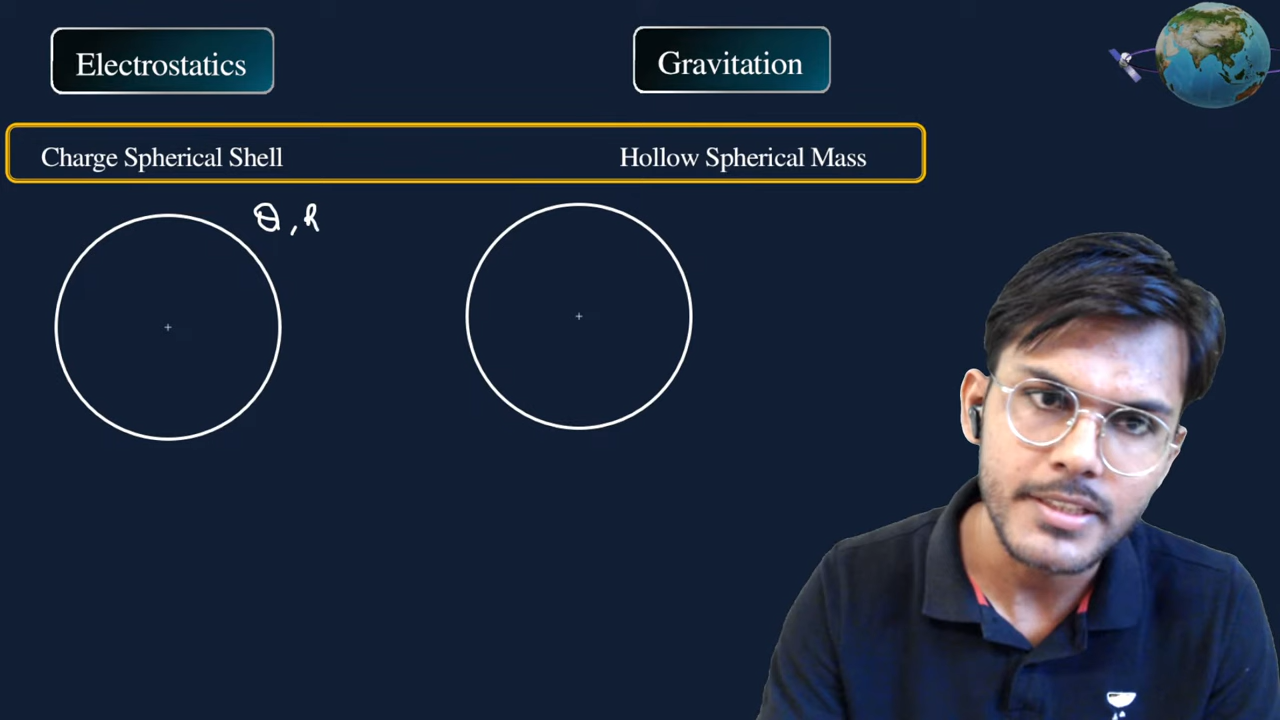 Electrostatics
Gravitation
Charge Spherical Shell
Hollow Spherical Mass
Q, R